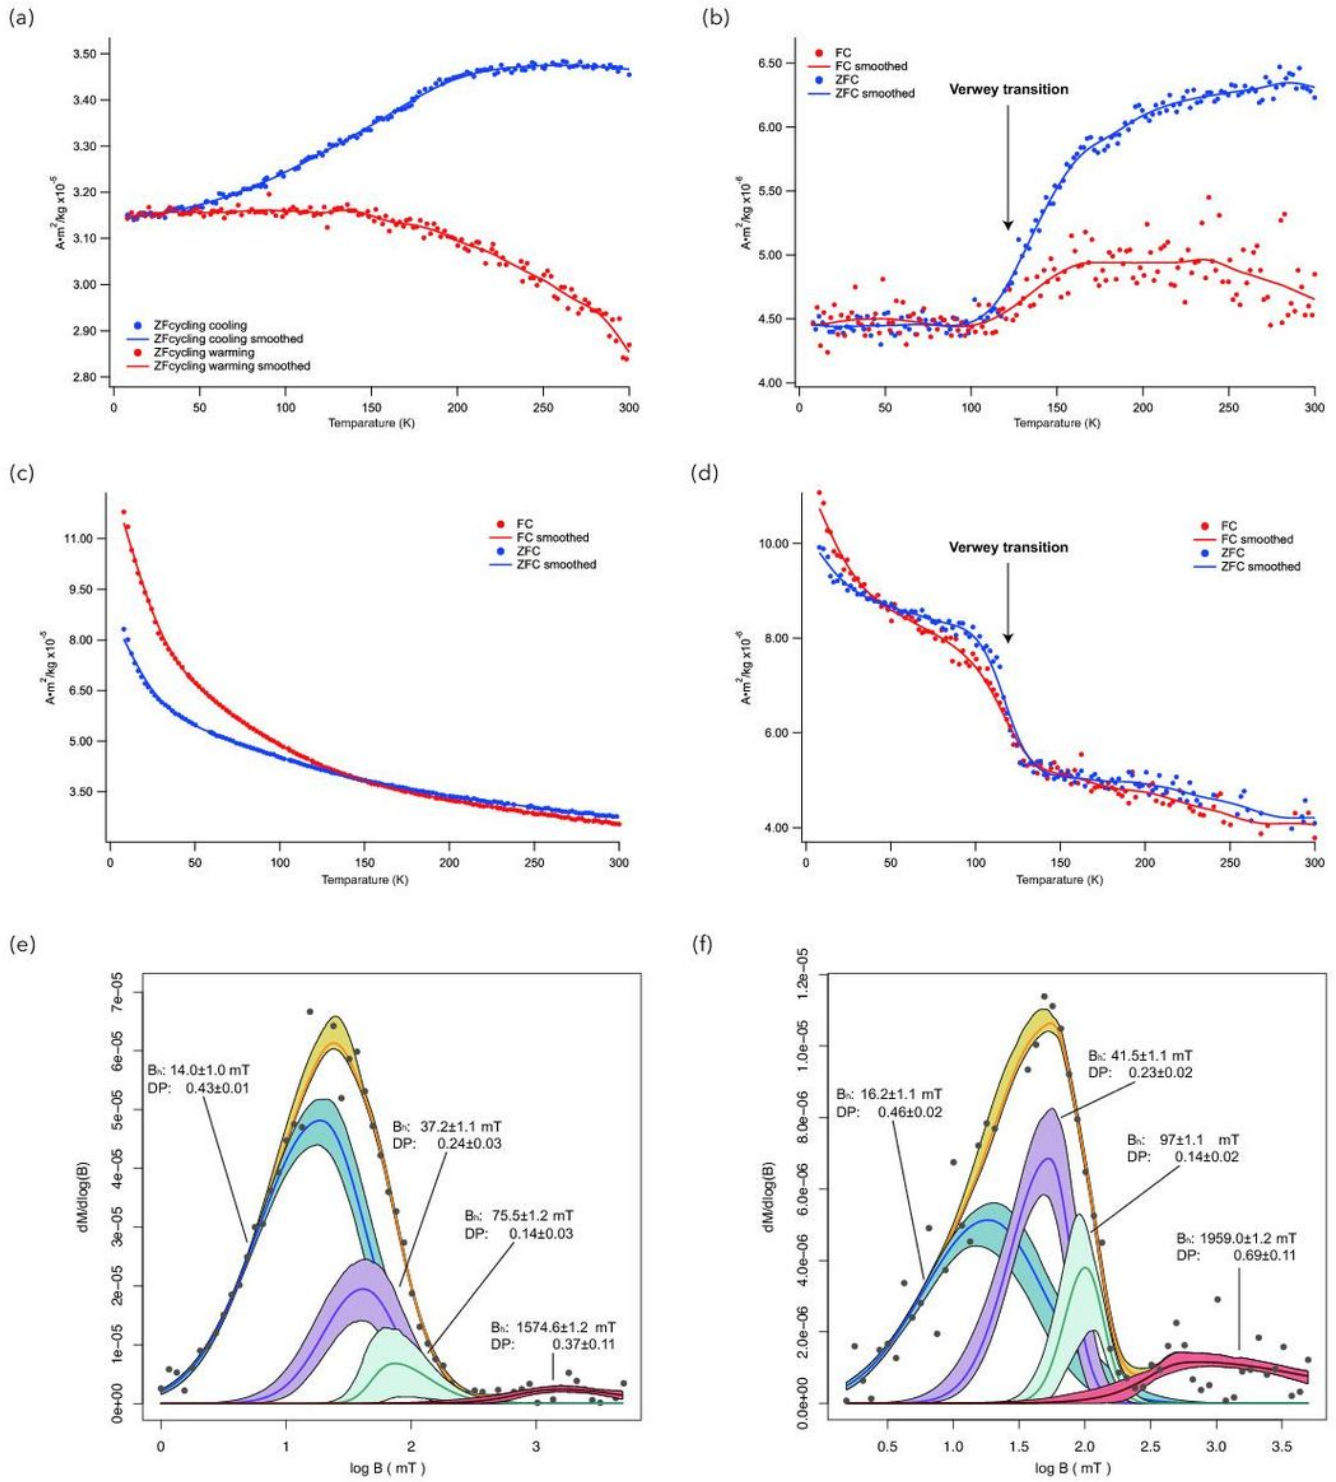 (a)
3.50
3.40
3.30
3.20
3.10
3.00
2.90
2.80
A•m²/kg x10⁻⁵
ZFcycling cooling
ZFcycling cooling smoothed
ZFcycling warming
ZFcycling warming smoothed
0 50 100 150 200 250 300
Temparature (K)
(b)
FC
FC smoothed
ZFC
ZFC smoothed
Verwey transition
6.50
6.00
5.50
5.00
4.50
4.00
A•m²/kg x10⁻⁶
0 50 100 150 200 250 300
Temparature (K)
(c)
FC
FC smoothed
ZFC
ZFC smoothed
11.00
9.50
8.00
6.50
5.00
3.50
A•m²/kg x10⁻⁵
0 50 100 150 200 250 300
Temparature (K)
(d)
FC
FC smoothed
ZFC
ZFC smoothed
Verwey transition
10.00
8.00
6.00
4.00
A•m²/kg x10⁻⁶
0 50 100 150 200 250 300
Temparature (K)
(e)
7e−05
6e−05
5e−05
4e−05
3e−05
2e−05
1e−05
0e+00
dM/dlog(B)
Bₕ: 14.0±1.0 mT
DP: 0.43±0.01
Bₕ: 37.2±1.1 mT
DP: 0.24±0.03
Bₕ: 75.5±1.2 mT
DP: 0.14±0.03
Bₕ: 1574.6±1.2 mT
DP: 0.37±0.11
0 1 2 3
log B ( mT )
(f)
1.2e−05
1.0e−05
8.0e−06
6.0e−06
4.0e−06
2.0e−06
0.0e+00
dM/dlog(B)
Bₕ: 16.2±1.1 mT
DP: 0.46±0.02
Bₕ: 41.5±1.1 mT
DP: 0.23±0.02
Bₕ: 97±1.1 mT
DP: 0.14±0.02
Bₕ: 1959.0±1.2 mT
DP: 0.69±0.11
0.5 1.0 1.5 2.0 2.5 3.0 3.5
log B ( mT )